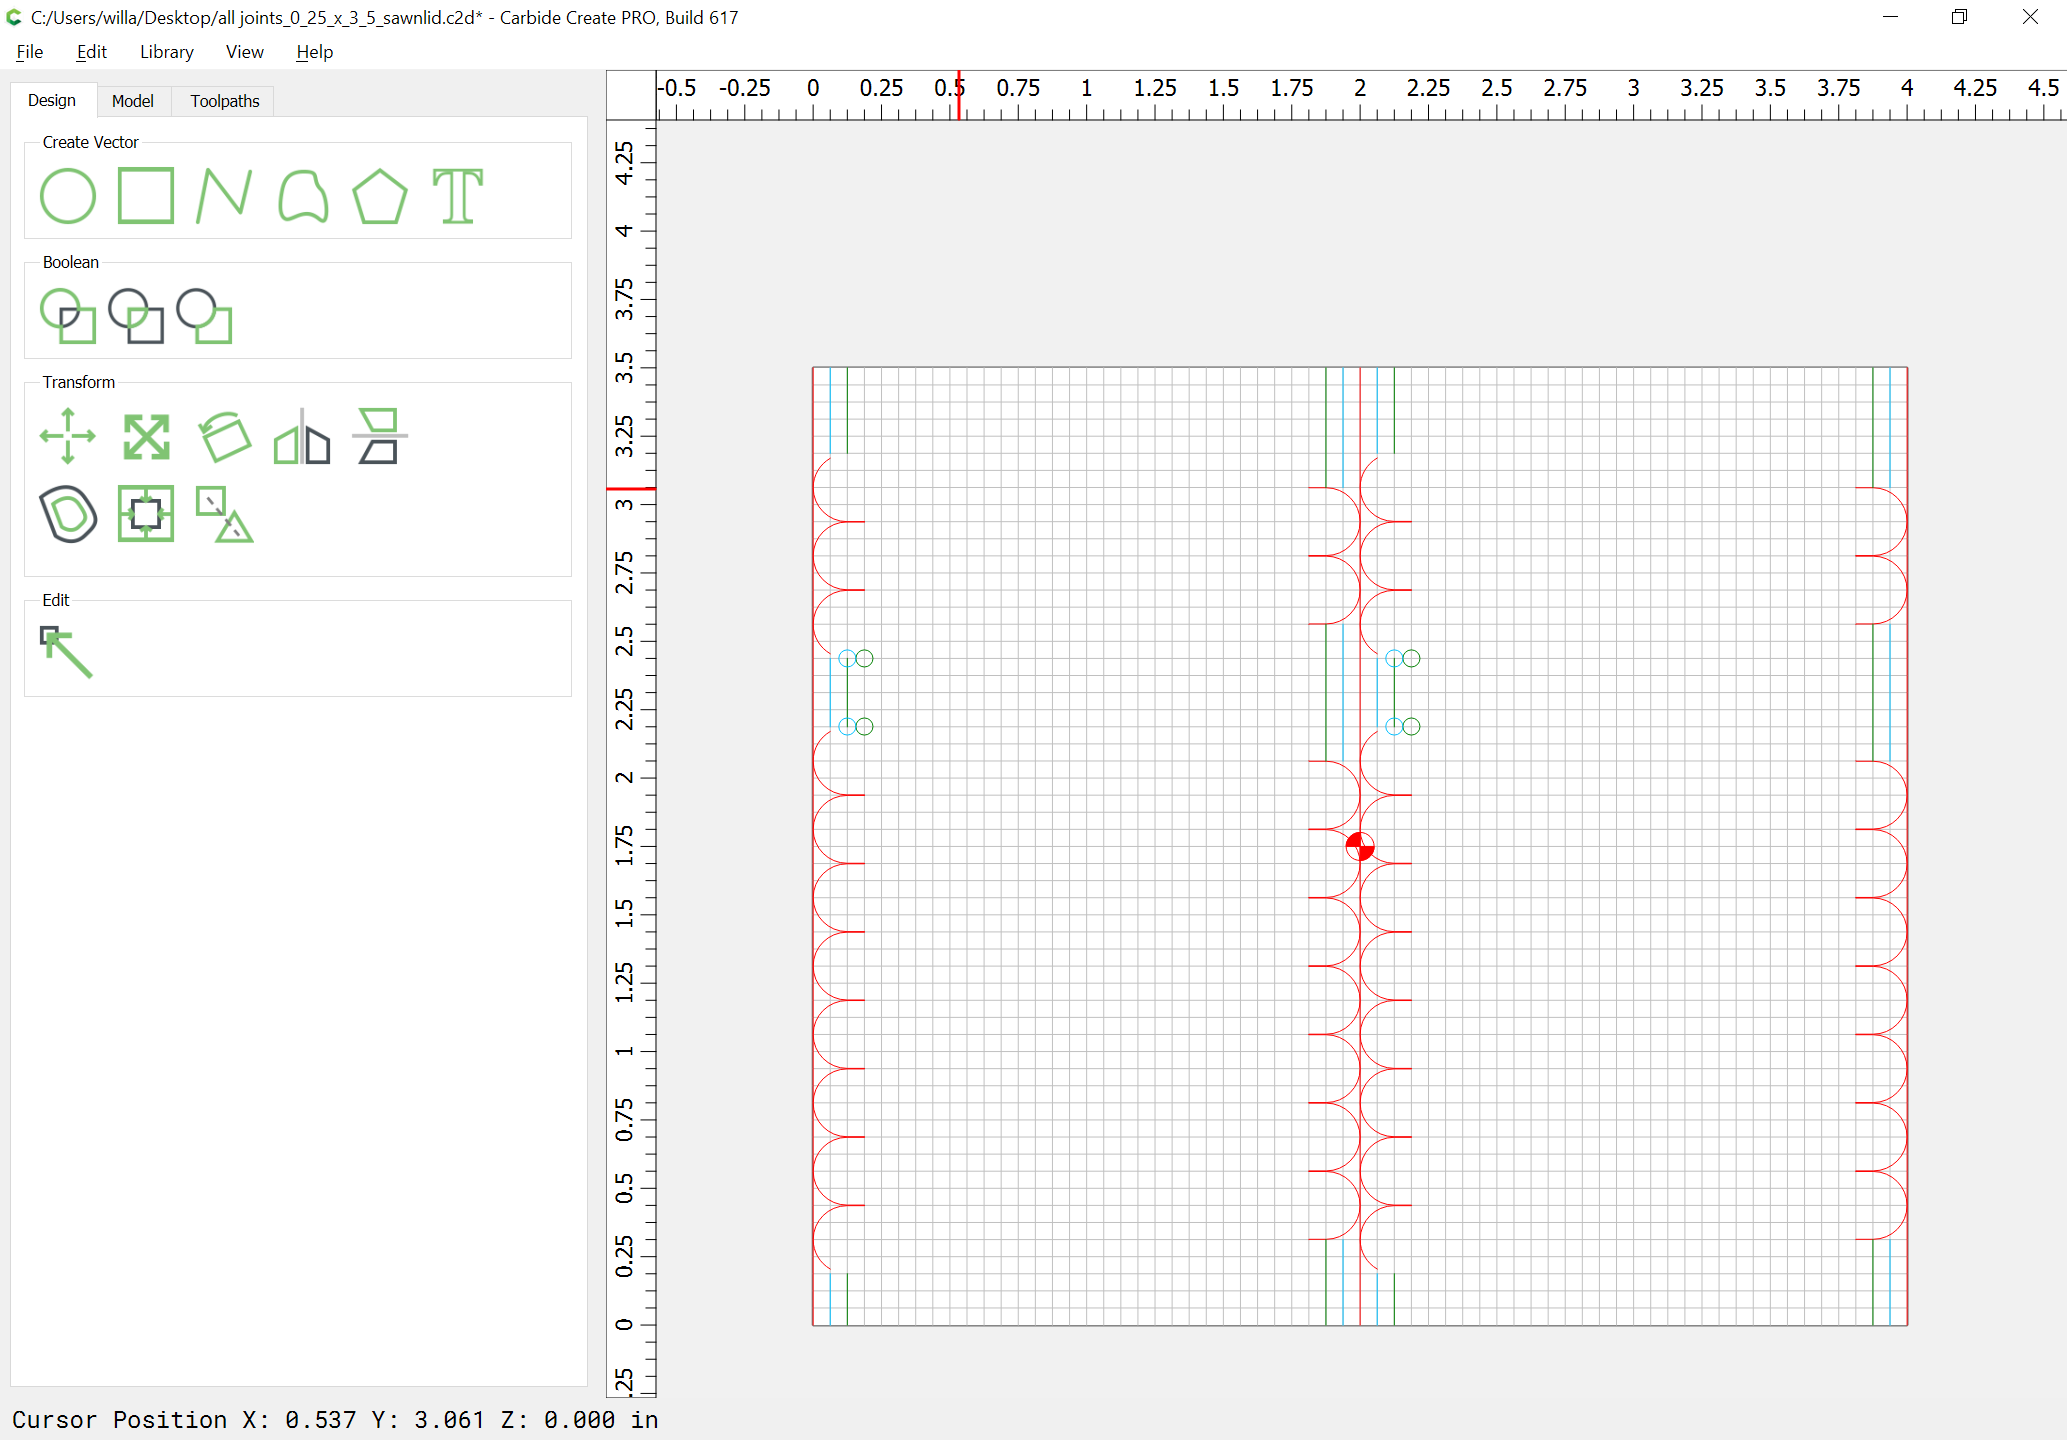 C:/Users/willa/Desktop/all joints_0_25_x_3_5_sawnlid.c2d* - Carbide Create PRO, Build 617
File Edit Library View Help
Design Model Toolpaths
Create Vector
Boolean
Transform
Edit
-0.5 -0.25 0 0.25 0.5 0.75 1 1.25 1.5 1.75 2 2.25 2.5 2.75 3 3.25 3.5 3.75 4 4.25 4.5
4.25
4
3.75
3.5
3.25
3
2.75
2.5
2.25
2
1.75
1.5
1.25
1
0.75
0.5
0.25
0
.25
Cursor Position X: 0.537 Y: 3.061 Z: 0.000 in